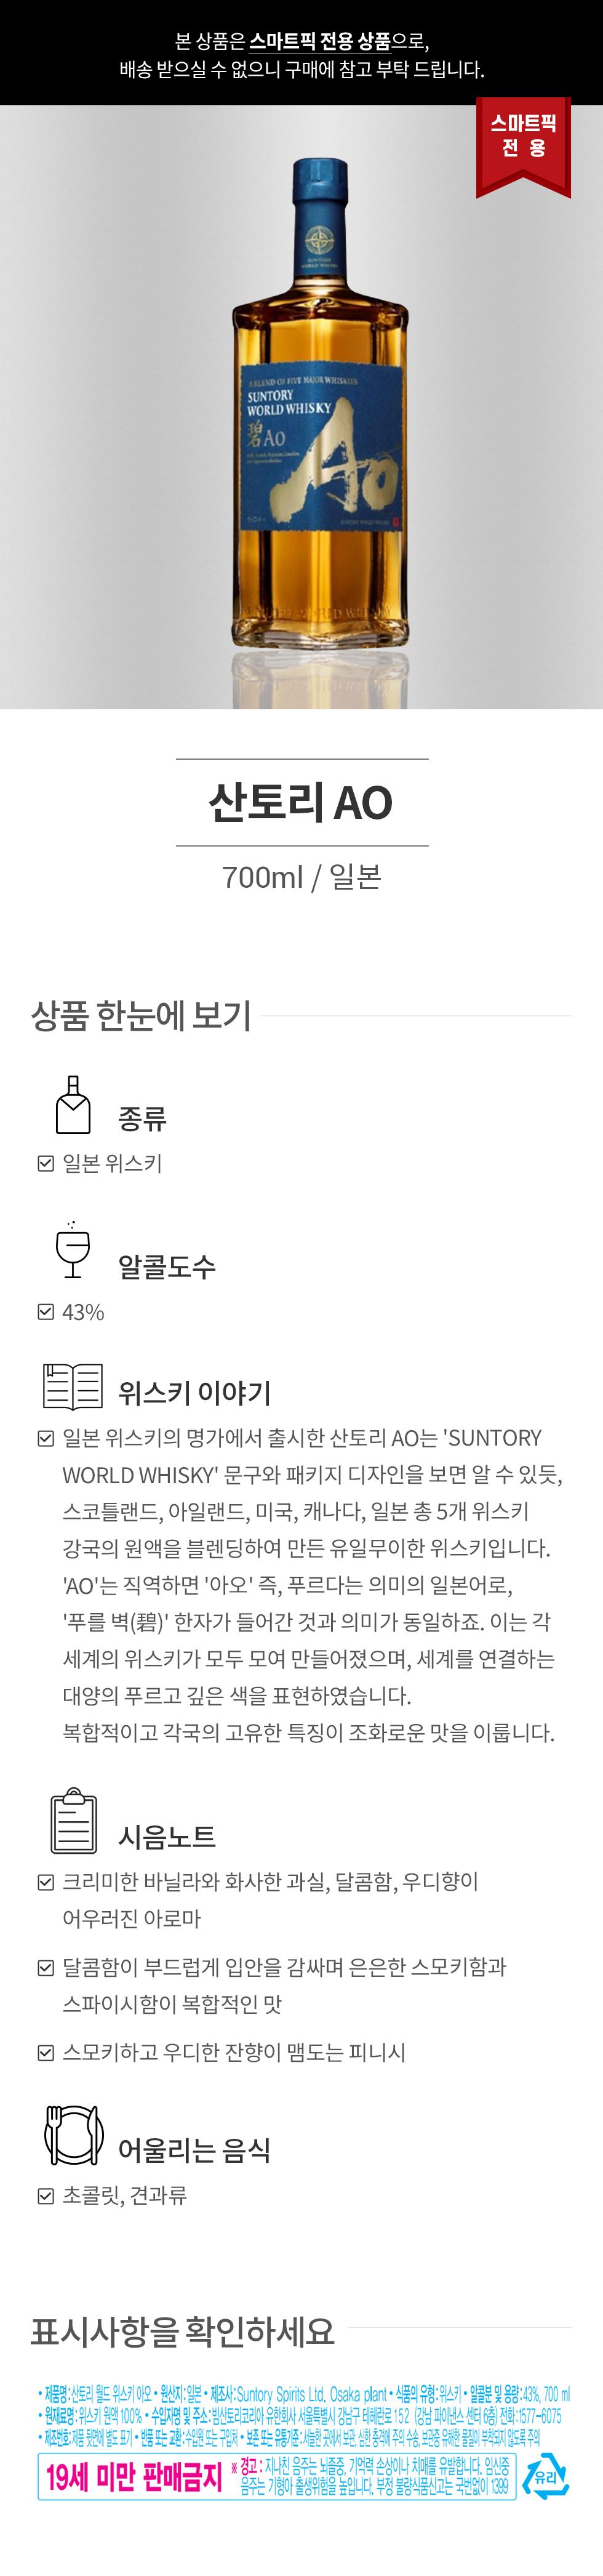 본 상품은 스마트픽 전용 상품으로,
배송 받으실 수 없으니 구매에 참고 부탁 드립니다.
스마트픽
전 용
SUNTORY
WORLD WHISKY
A BLEND OF FIVE MAJOR WHISKIES
SUNTORY
WORLD WHISKY
碧Ao
Ao
산토리 AO
700ml / 일본
상품 한눈에 보기
종류
일본 위스키
알콜도수
43%
위스키 이야기
일본 위스키의 명가에서 출시한 산토리 AO는 'SUNTORY
WORLD WHISKY' 문구와 패키지 디자인을 보면 알 수 있듯,
스코틀랜드, 아일랜드, 미국, 캐나다, 일본 총 5개 위스키
강국의 원액을 블렌딩하여 만든 유일무이한 위스키입니다.
'AO'는 직역하면 '아오' 즉, 푸르다는 의미의 일본어로,
'푸를 벽(碧)' 한자가 들어간 것과 의미가 동일하죠. 이는 각
세계의 위스키가 모두 모여 만들어졌으며, 세계를 연결하는
대양의 푸르고 깊은 색을 표현하였습니다.
복합적이고 각국의 고유한 특징이 조화로운 맛을 이룹니다.
시음노트
크리미한 바닐라와 화사한 과실, 달콤함, 우디향이
어우러진 아로마
달콤함이 부드럽게 입안을 감싸며 은은한 스모키함과
스파이시함이 복합적인 맛
스모키하고 우디한 잔향이 맴도는 피니시
어울리는 음식
초콜릿, 견과류
표시사항을 확인하세요
• 제품명:산토리 월드 위스키 아오 • 원산지:일본 • 제조사:Suntory Spirits Ltd, Osaka plant • 식품의 유형:위스키 • 알콜분 및 용량:43%, 700 ml
• 원재료명:위스키 원액 100% • 수입자명 및 주소:빔산토리코리아 유한회사 서울특별시 강남구 테헤란로 152 (강남 파이낸스 센터 6층) 전화:1577-6075
• 제조번호:제품 뒷면에 별도 표기 • 반품 또는 교환:수입원 또는 구입처 • 보존 또는 유통기준:서늘한 곳에서 보관, 심한 충격에 주의 수송, 보관중 유해한 물질이 부착되지 않도록 주의
19세 미만 판매금지
※ 경고 : 지나친 음주는 뇌졸중, 기억력 손상이나 치매를 유발합니다. 임신중
음주는 기형아 출생위험을 높입니다. 부정 불량식품신고는 국번없이 1399
유리